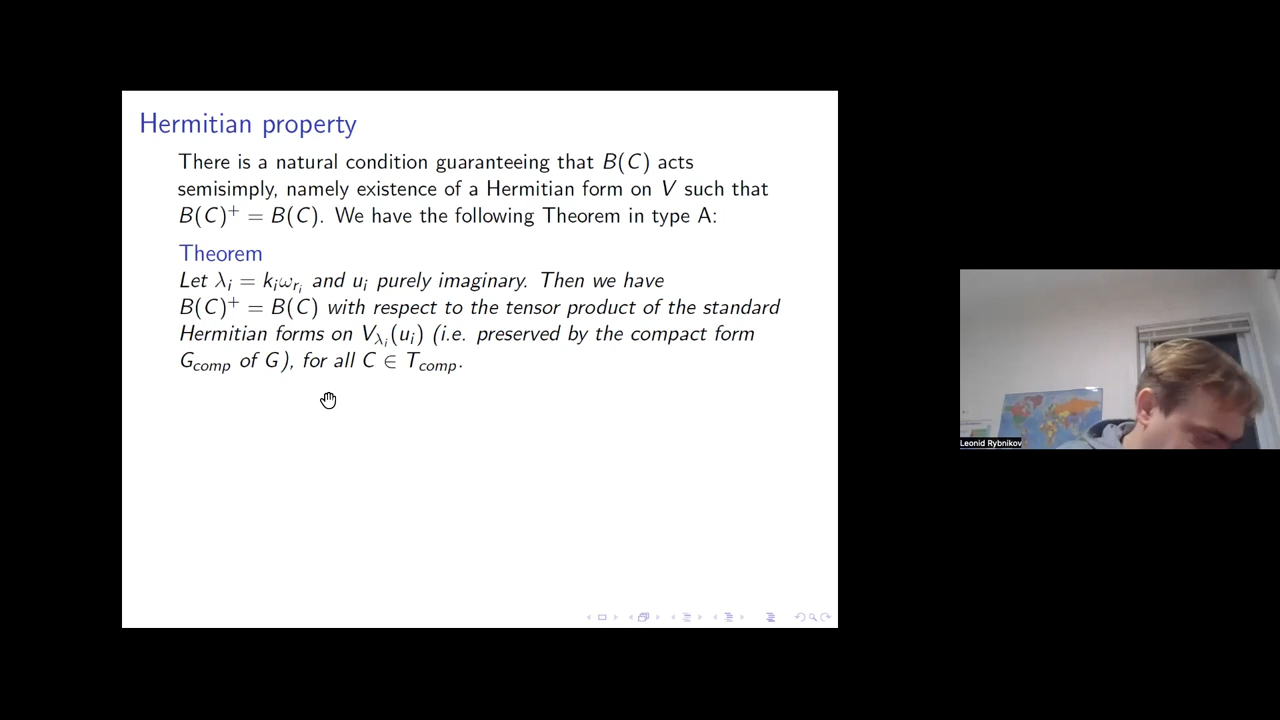 Hermitian property
There is a natural condition guaranteeing that B(C) acts
semisimply, namely existence of a Hermitian form on V such that
B(C)⁺ = B(C). We have the following Theorem in type A:
Theorem
Let λᵢ = kᵢω_{rᵢ} and uᵢ purely imaginary. Then we have
B(C)⁺ = B(C) with respect to the tensor product of the standard
Hermitian forms on V_{λᵢ}(uᵢ) (i.e. preserved by the compact form
G_{comp} of G), for all C ∈ T_{comp}.
Leonid Rybnikov